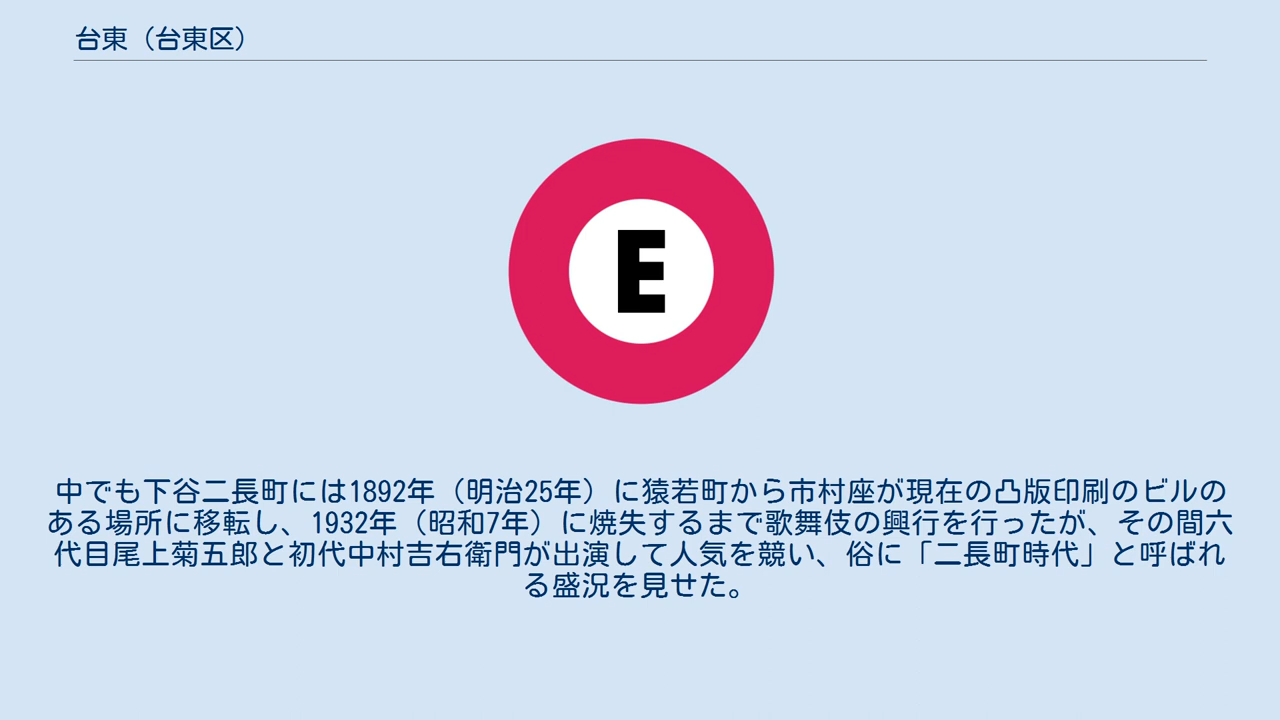 台東（台東区）
E
中でも下谷二長町には1892年（明治25年）に猿若町から市村座が現在の凸版印刷のビルの
ある場所に移転し、1932年（昭和7年）に焼失するまで歌舞伎の興行を行ったが、その間六
代目尾上菊五郎と初代中村吉右衛門が出演して人気を競い、俗に「二長町時代」と呼ばれ
る盛況を見せた。